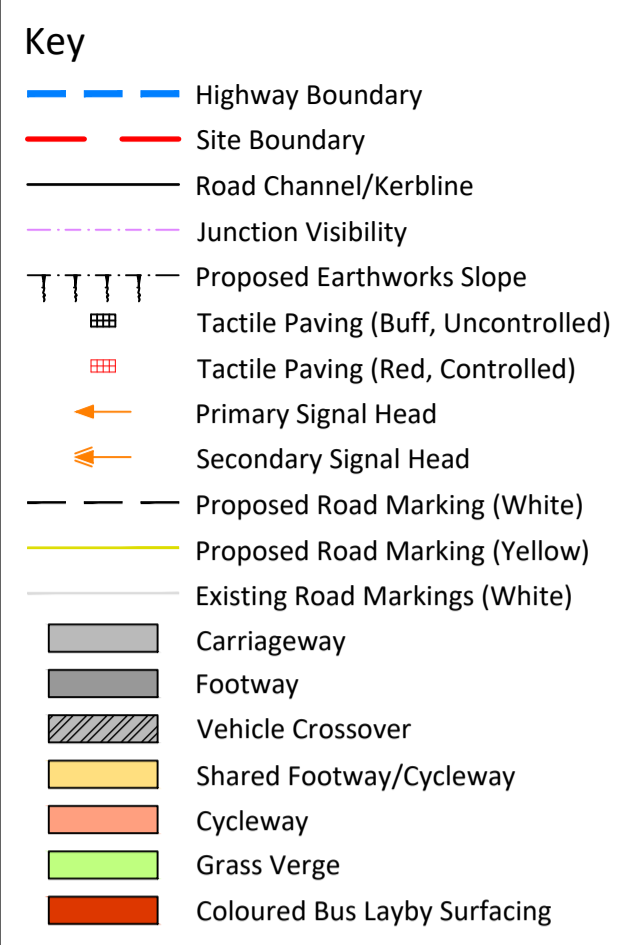 Key
Highway Boundary
Site Boundary
Road Channel/Kerbline
Junction Visibility
Proposed Earthworks Slope
Tactile Paving (Buff, Uncontrolled)
Tactile Paving (Red, Controlled)
Primary Signal Head
Secondary Signal Head
Proposed Road Marking (White)
Proposed Road Marking (Yellow)
Existing Road Markings (White)
Carriageway
Footway
Vehicle Crossover
Shared Footway/Cycleway
Cycleway
Grass Verge
Coloured Bus Layby Surfacing